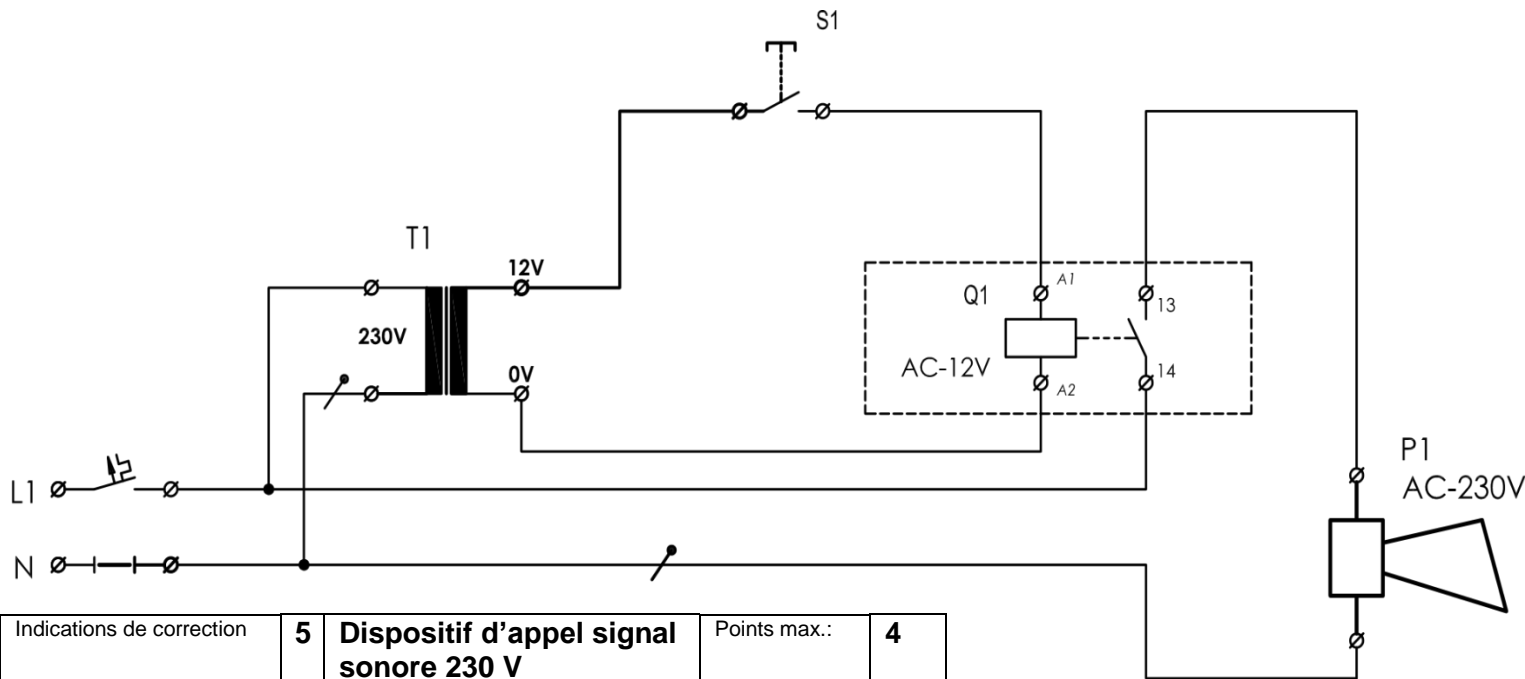 S1
T1
12V
230V
0V
Q1
A1
13
AC-12V
A2
14
L1
P1
AC-230V
N
Indications de correction
5
Dispositif d'appel signal
sonore 230 V
Points max.:
4